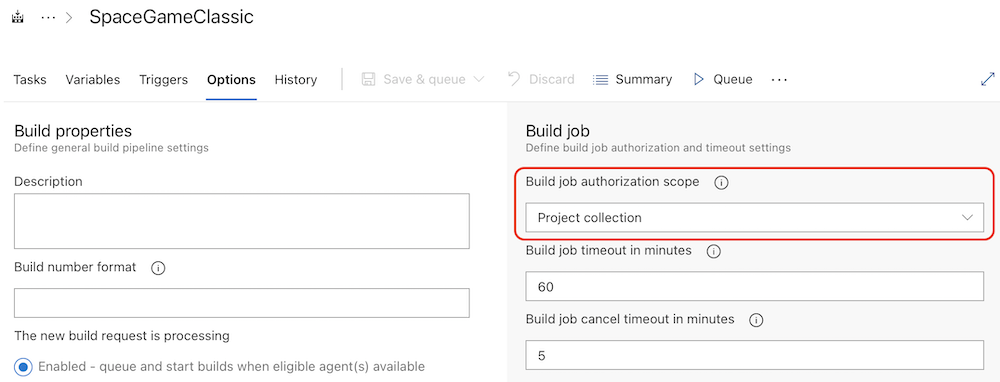 ··· > SpaceGameClassic
Tasks Variables Triggers Options History Save & queue Discard Summary Queue ···
Build properties
Define general build pipeline settings
Description
Build number format
The new build request is processing
Enabled - queue and start builds when eligible agent(s) available
Build job
Define build job authorization and timeout settings
Build job authorization scope
Project collection
Build job timeout in minutes
60
Build job cancel timeout in minutes
5